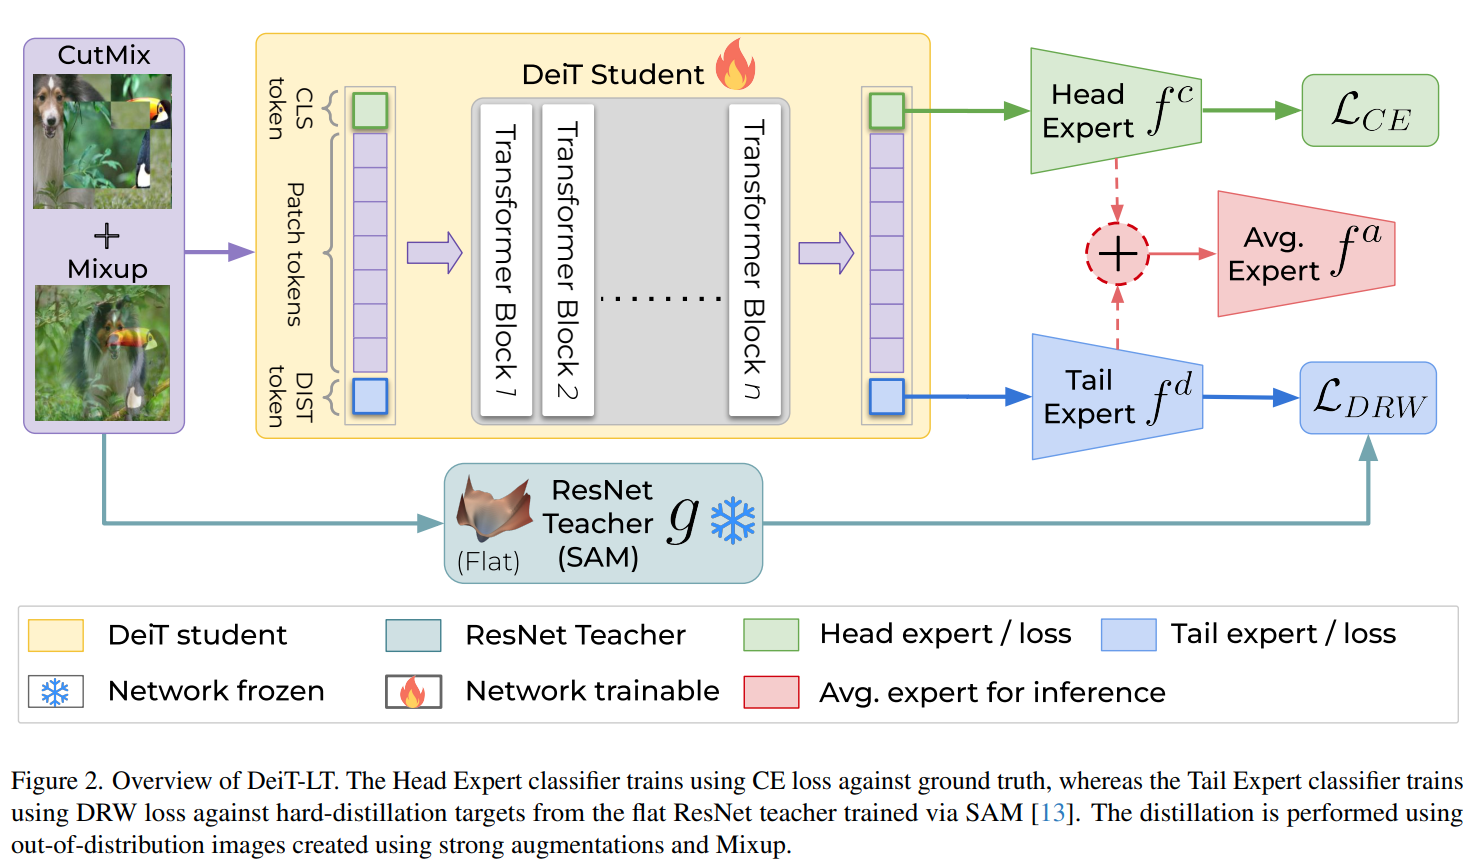 CutMix
+
Mixup
CLS
token
Patch tokens
DIST
token
DeiT Student
Transformer Block 1
Transformer Block 2
Transformer Block n
Head
Expert f^c
ℒ_CE
+
Avg.
Expert f^a
Tail
Expert f^d
ℒ_DRW
(Flat)
ResNet
Teacher
(SAM)
g
DeiT student
ResNet Teacher
Head expert / loss
Tail expert / loss
Network frozen
Network trainable
Avg. expert for inference
Figure 2. Overview of DeiT-LT. The Head Expert classifier trains using CE loss against ground truth, whereas the Tail Expert classifier trains
using DRW loss against hard-distillation targets from the flat ResNet teacher trained via SAM [13]. The distillation is performed using
out-of-distribution images created using strong augmentations and Mixup.